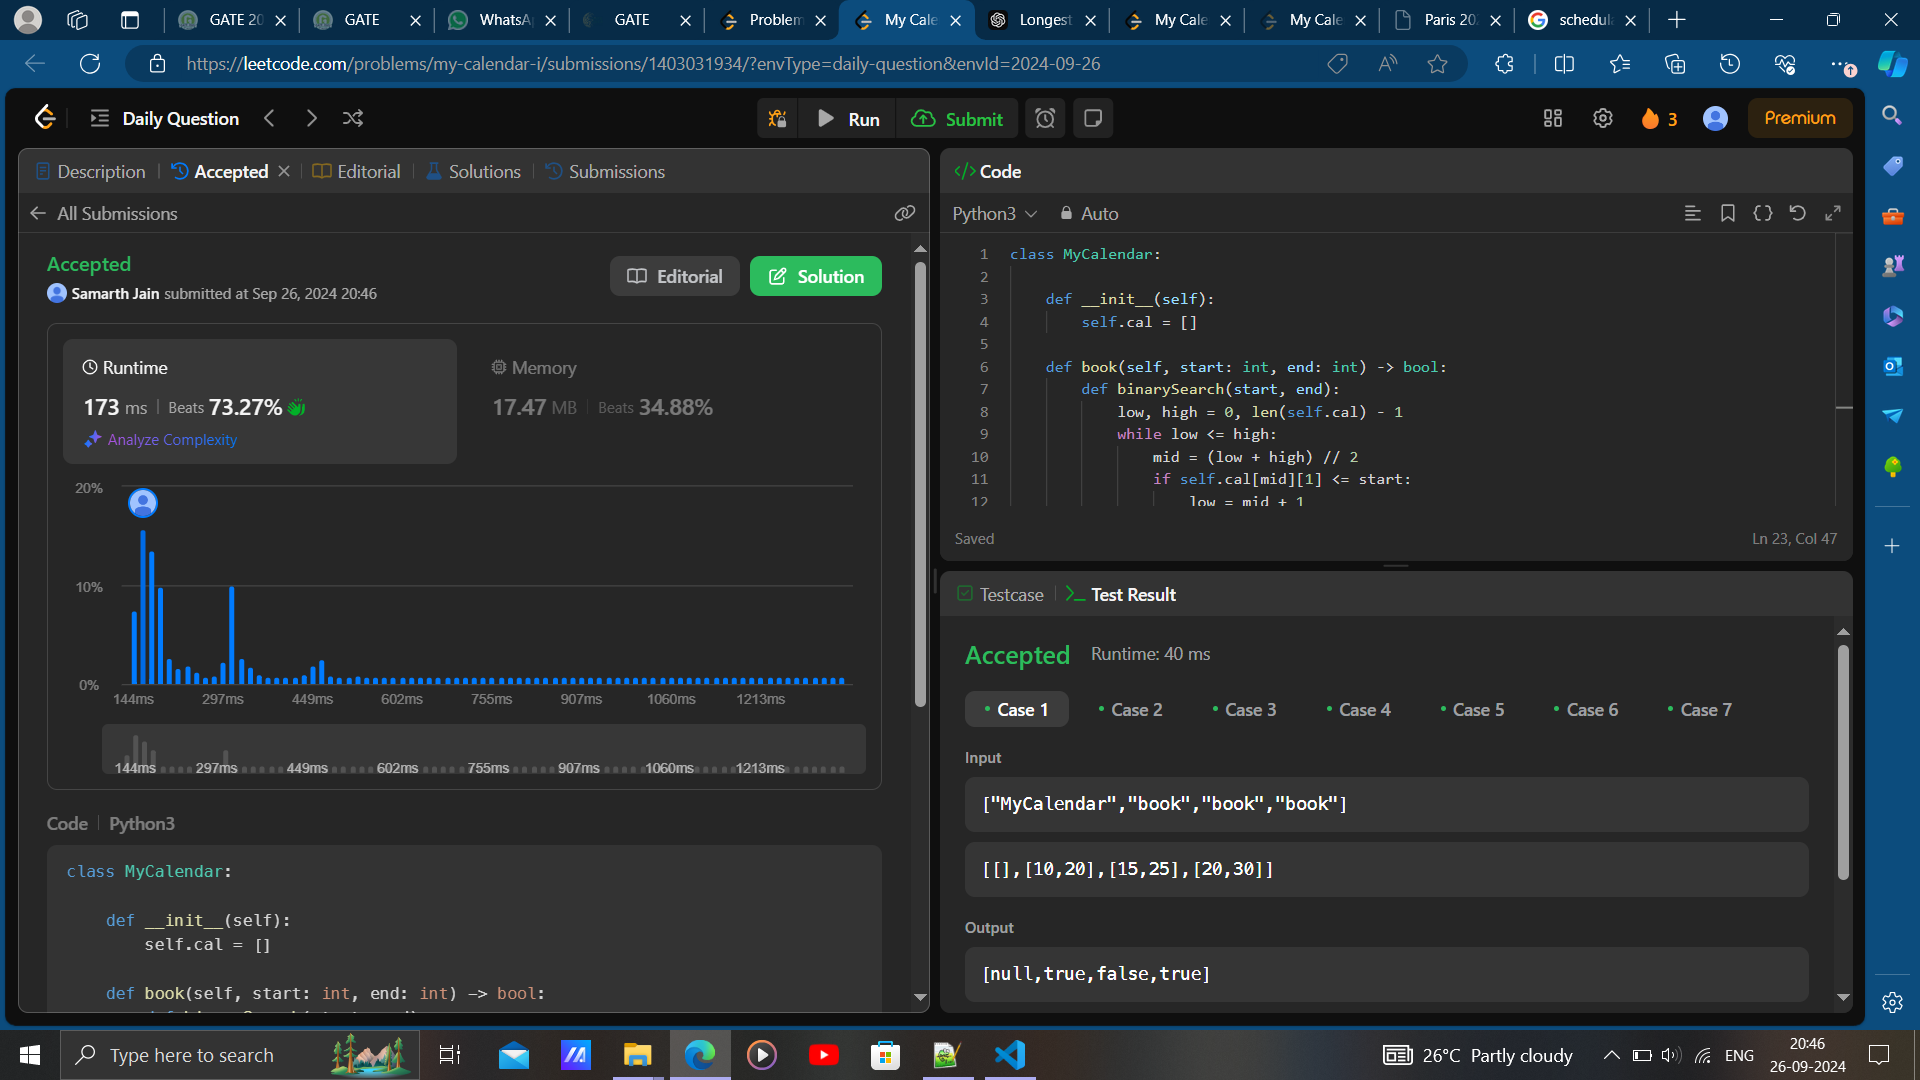 GATE 20
GATE
WhatsA
GATE
Problem
My Cale
Longest
My Cale
My Cale
Paris 20
schedul
https://leetcode.com/problems/my-calendar-i/submissions/1403031934/?envType=daily-question&envId=2024-09-26
Daily Question
Run
Submit
3
Premium
Description
Accepted
Editorial
Solutions
Submissions
All Submissions
Accepted
Samarth Jain submitted at Sep 26, 2024 20:46
Editorial
Solution
Runtime
173 ms | Beats 73.27%
Analyze Complexity
Memory
17.47 MB | Beats 34.88%
20%
10%
0%
144ms 297ms 449ms 602ms 755ms 907ms 1060ms 1213ms
144ms 297ms 449ms 602ms 755ms 907ms 1060ms 1213ms
Code | Python3
class MyCalendar:
def __init__(self):
self.cal = []
def book(self, start: int, end: int) -> bool:
</> Code
Python3
Auto
1 class MyCalendar:
2
3 def __init__(self):
4 self.cal = []
5
6 def book(self, start: int, end: int) -> bool:
7 def binarySearch(start, end):
8 low, high = 0, len(self.cal) - 1
9 while low <= high:
10 mid = (low + high) // 2
11 if self.cal[mid][1] <= start:
12 low = mid + 1
Saved
Ln 23, Col 47
Testcase
Test Result
Accepted
Runtime: 40 ms
Case 1
Case 2
Case 3
Case 4
Case 5
Case 6
Case 7
Input
["MyCalendar","book","book","book"]
[[],[10,20],[15,25],[20,30]]
Output
[null,true,false,true]
Type here to search
26°C Partly cloudy
ENG
20:46
26-09-2024